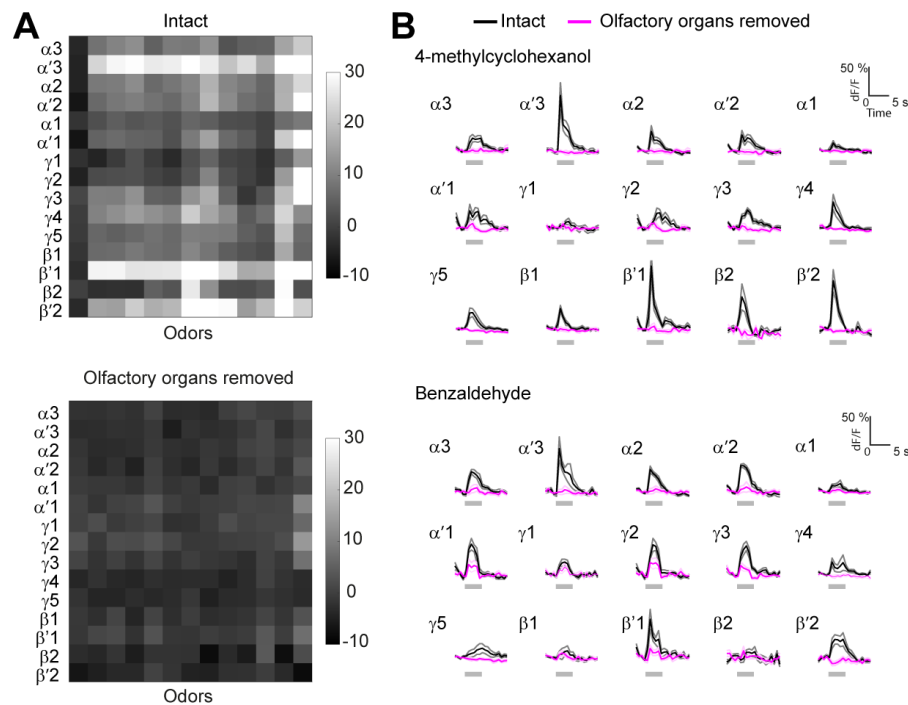 A
Intact
α3
α′3
α2
α′2
α1
α′1
γ1
γ2
γ3
γ4
γ5
β1
β′1
β2
β′2
30
20
10
0
-10
Odors
Olfactory organs removed
α3
α′3
α2
α′2
α1
α′1
γ1
γ2
γ3
γ4
γ5
β1
β′1
β2
β′2
30
20
10
0
-10
Odors
B
Intact Olfactory organs removed
4-methylcyclohexanol
50 %
dF/F
0 5 s
Time
α3 α′3 α2 α′2 α1
α′1 γ1 γ2 γ3 γ4
γ5 β1 β'1 β2 β′2
Benzaldehyde
50 %
dF/F
0 5 s
α3 α′3 α2 α′2 α1
α′1 γ1 γ2 γ3 γ4
γ5 β1 β'1 β2 β′2